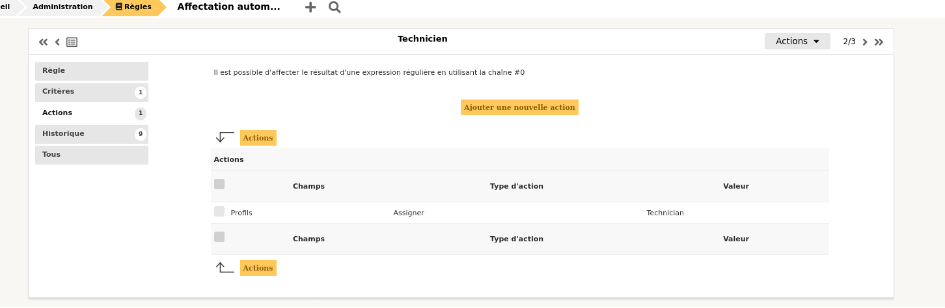 eil Administration Règles Affectation autom...
Technicien
Actions
2/3
Règle
Critères 1
Actions 1
Historique 9
Tous
Il est possible d'affecter le résultat d'une expression régulière en utilisant la chaîne #0
Ajouter une nouvelle action
Actions
Actions
Champs Type d'action Valeur
Profils Assigner Technician
Champs Type d'action Valeur
Actions